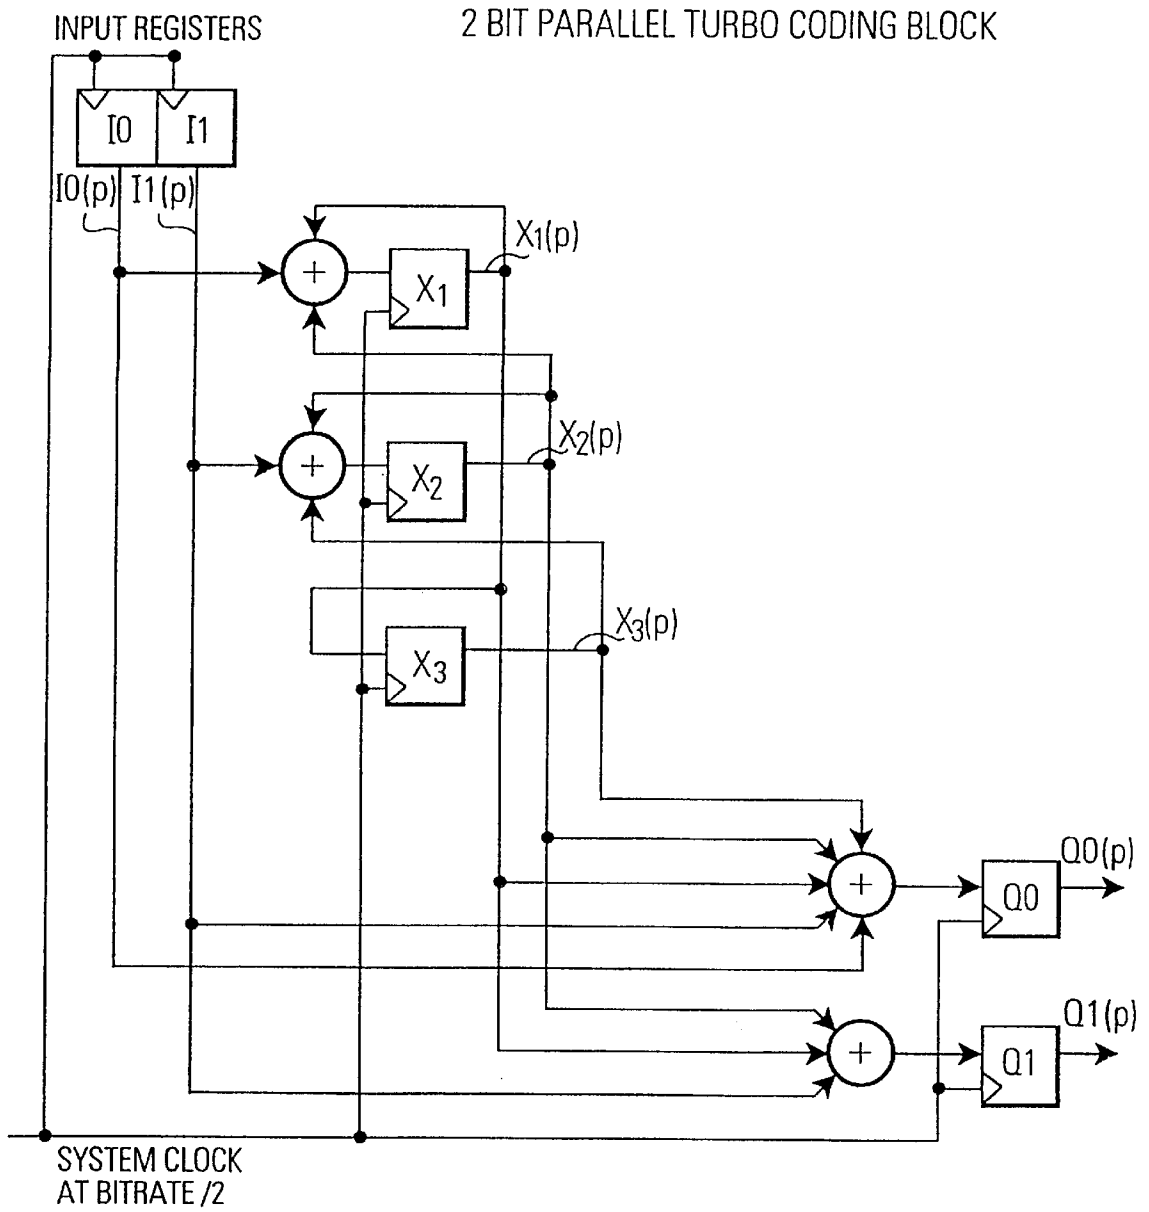 INPUT REGISTERS
2 BIT PARALLEL TURBO CODING BLOCK
I0 I1
I0(p) I1(p)
X1(p)
+ X1
X2(p)
+ X2
X3(p)
X3
Q0(p)
+ Q0
Q1(p)
+ Q1
SYSTEM CLOCK
AT BITRATE /2